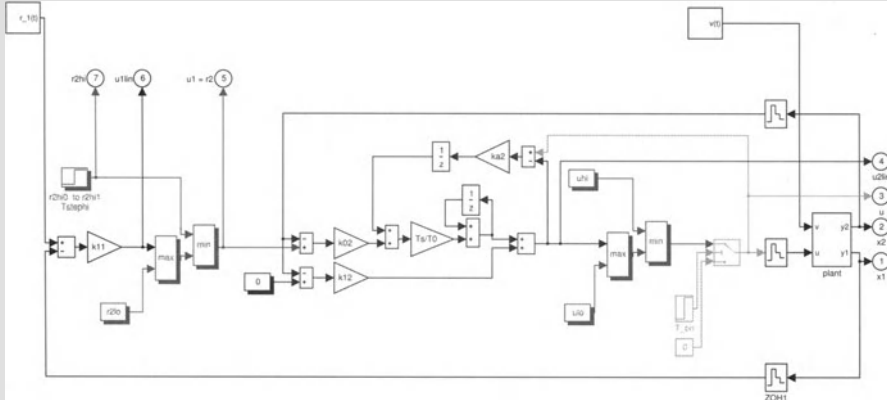 r_1(t)
v(t)
r2hi
7
u1lin
6
u1 = r2
5
1
z
ka2
+
-
4
u2lin
uhi
1
z
3
u
r2hi0 to r2hi1
Tstephi
k11
max
min
k02
Ts/T0
max
min
v
y2
u
y1
plant
2
x2
0
k12
1
x1
r2lo
ulo
0
ZOH1